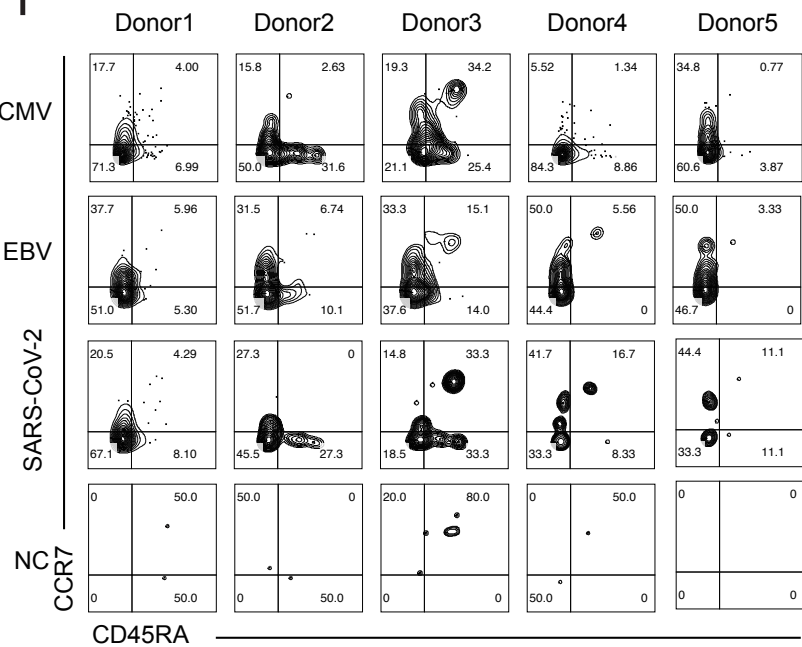 Donor1 Donor2 Donor3 Donor4 Donor5
CMV
17.7 4.00 15.8 2.63 19.3 34.2 5.52 1.34 34.8 0.77
71.3 6.99 50.0 31.6 21.1 25.4 84.3 8.86 60.6 3.87
EBV
37.7 5.96 31.5 6.74 33.3 15.1 50.0 5.56 50.0 3.33
51.0 5.30 51.7 10.1 37.6 14.0 44.4 0 46.7 0
SARS-CoV-2
20.5 4.29 27.3 0 14.8 33.3 41.7 16.7 44.4 11.1
67.1 8.10 45.5 27.3 18.5 33.3 33.3 8.33 33.3 11.1
NC
0 50.0 50.0 0 20.0 80.0 0 50.0 0 0
0 50.0 0 50.0 0 0 50.0 0 0 0
CCR7
CD45RA